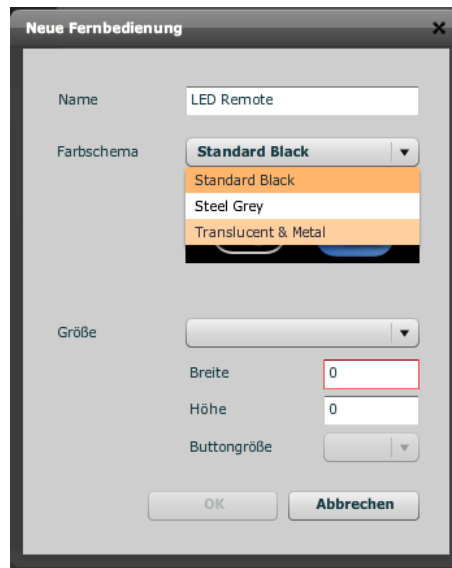 Neue Fernbedienung
Name
LED Remote
Farbschema
Standard Black
Standard Black
Steel Grey
Translucent & Metal
Größe
Breite
0
Höhe
0
Buttongröße
OK
Abbrechen